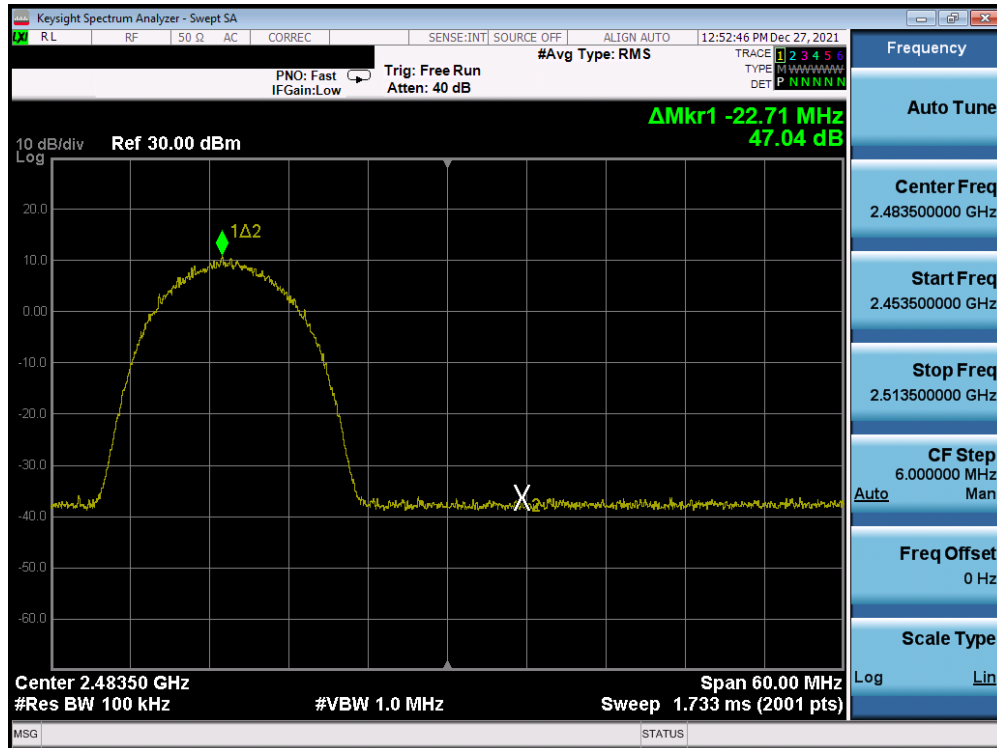 Keysight Spectrum Analyzer - Swept SA
LXI RL RF 50 Ω AC CORREC SENSE:INT SOURCE OFF ALIGN AUTO 12:52:46 PM Dec 27, 2021
#Avg Type: RMS
TRACE 1 2 3 4 5 6
TYPE M W W W W W
DET P N N N N N
PNO: Fast
IFGain:Low
Trig: Free Run
Atten: 40 dB
Frequency
Auto Tune
ΔMkr1 -22.71 MHz
47.04 dB
10 dB/div Ref 30.00 dBm
Log
20.0
10.0
0.00
-10.0
-20.0
-30.0
-40.0
-50.0
-60.0
1Δ2
X2
Center 2.48350 GHz
#Res BW 100 kHz
#VBW 1.0 MHz
Span 60.00 MHz
Sweep 1.733 ms (2001 pts)
Center Freq
2.483500000 GHz
Start Freq
2.453500000 GHz
Stop Freq
2.513500000 GHz
CF Step
6.000000 MHz
Auto Man
Freq Offset
0 Hz
Scale Type
Log Lin
MSG STATUS